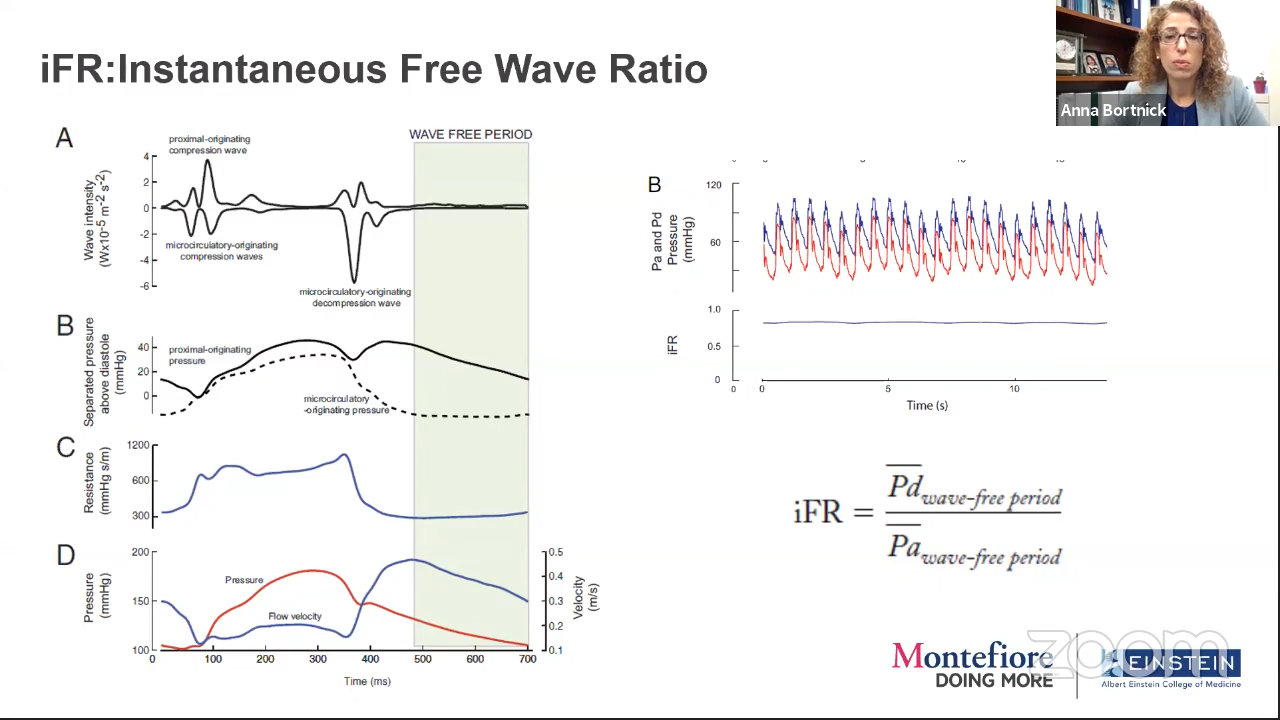 iFR:Instantaneous Free Wave Ratio
Anna Bortnick
A
WAVE FREE PERIOD
proximal-originating
compression wave
Wave intensity
(Wx10-5 m-2 s-2)
4
2
0
-2
-4
-6
microcirculatory-originating
compression waves
microcirculatory-originating
decompression wave
B
Separated pressure
above diastole
(mmHg)
40
20
0
proximal-originating
pressure
microcirculatory
-originating pressure
C
Resistance
(mmHg s/m)
1200
600
300
D
Pressure
(mmHg)
200
150
100
Pressure
Flow velocity
0.5
0.4
0.3
0.2
0.1
Velocity
(m/s)
0 100 200 300 400 500 600 700
Time (ms)
B
Pa and Pd
Pressure
(mmHg)
120
60
iFR
1.0
0.5
0
0 0 5 10
Time (s)
iFR = Pd wave-free period
Pa wave-free period
Montefiore
DOING MORE
EINSTEIN
Albert Einstein College of Medicine
zoom